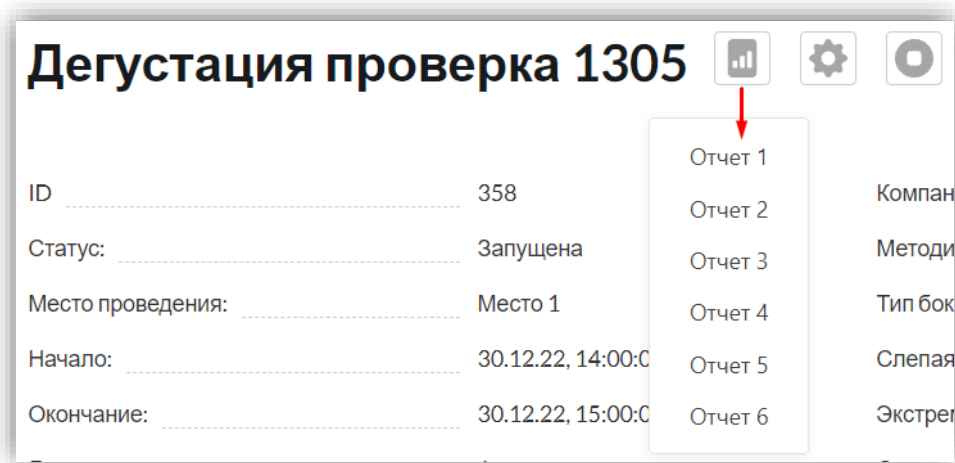 Дегустация проверка 1305
Отчет 1
Отчет 2
Отчет 3
Отчет 4
Отчет 5
Отчет 6
ID 358
Статус: Запущена
Место проведения: Место 1
Начало: 30.12.22, 14:00:0
Окончание: 30.12.22, 15:00:0
Компан
Методи
Тип бок
Слепая
Экстрем